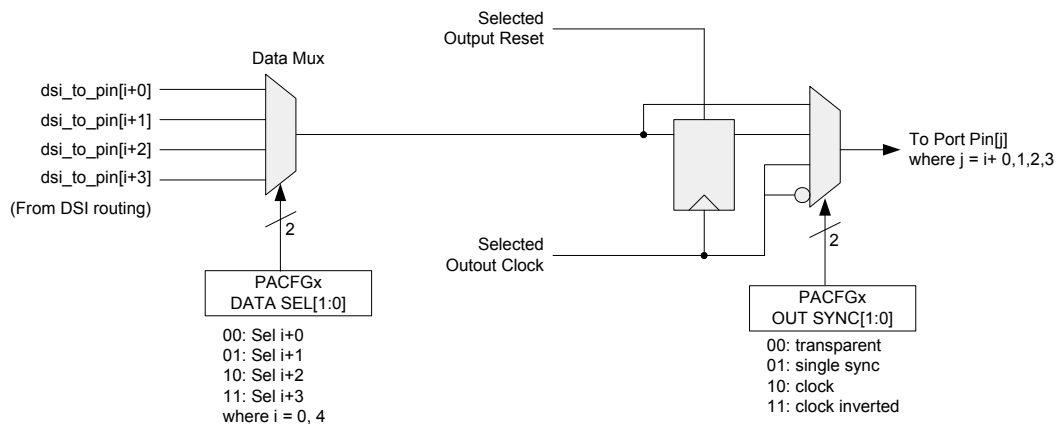 Selected
Output Reset
Data Mux
dsi_to_pin[i+0]
dsi_to_pin[i+1]
dsi_to_pin[i+2]
dsi_to_pin[i+3]
(From DSI routing)
To Port Pin[j]
where j = i+ 0,1,2,3
2
2
Selected
Outout Clock
PACFGx
DATA SEL[1:0]
00: Sel i+0
01: Sel i+1
10: Sel i+2
11: Sel i+3
where i = 0, 4
PACFGx
OUT SYNC[1:0]
00: transparent
01: single sync
10: clock
11: clock inverted